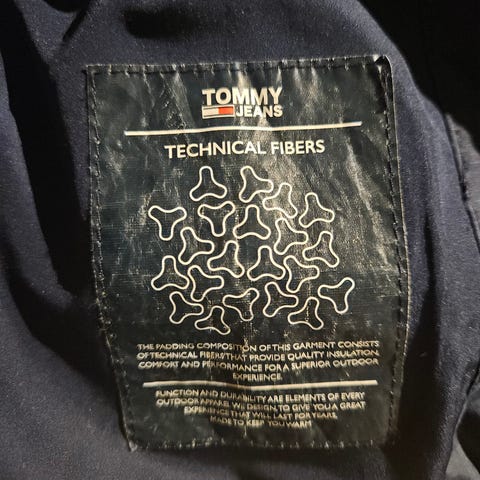 TOMMY
JEANS
TECHNICAL FIBERS
THE PADDING COMPOSITION OF THIS GARMENT CONSISTS
OF TECHNICAL FIBERS THAT PROVIDE QUALITY INSULATION,
COMFORT AND PERFORMANCE FOR A SUPERIOR OUTDOOR
EXPERIENCE.
FUNCTION AND DURABILITY ARE ELEMENTS OF EVERY
OUTDOOR APPAREL WE DESIGN, TO GIVE YOU A GREAT
EXPERIENCE THAT WILL LAST FOR YEARS.
MADE TO KEEP YOU WARM